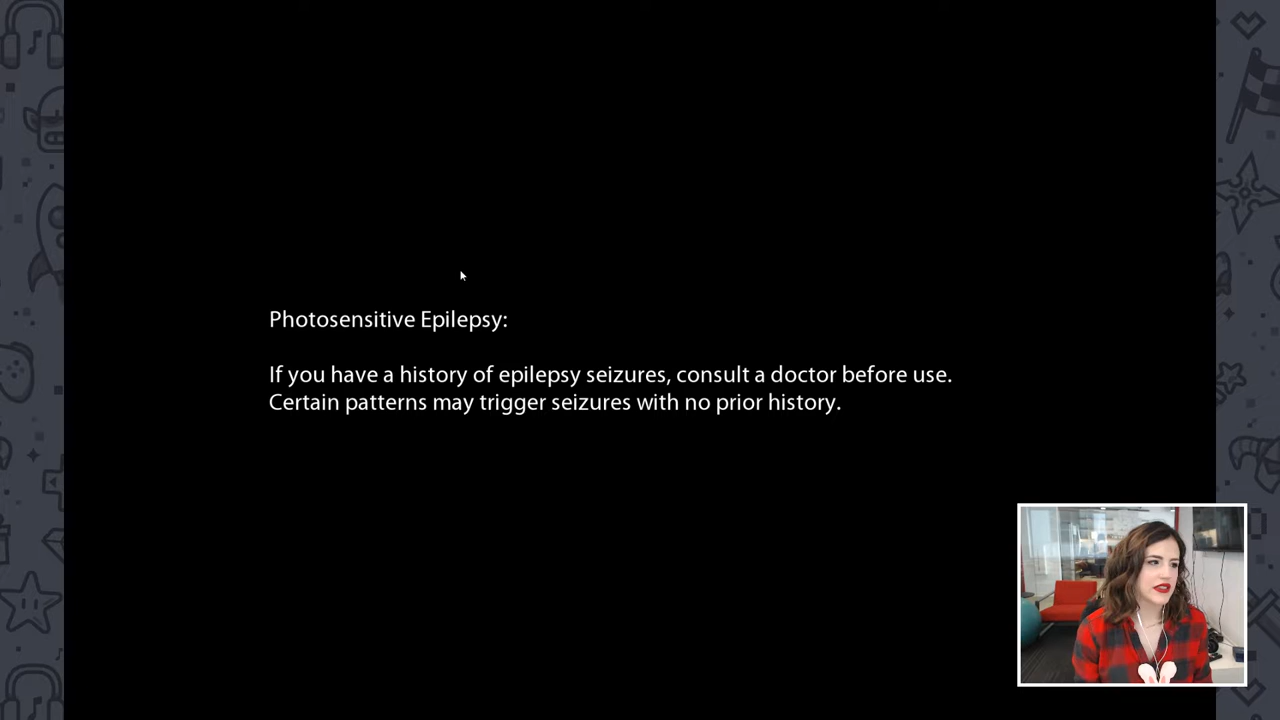 Photosensitive Epilepsy:
If you have a history of epilepsy seizures, consult a doctor before use.
Certain patterns may trigger seizures with no prior history.